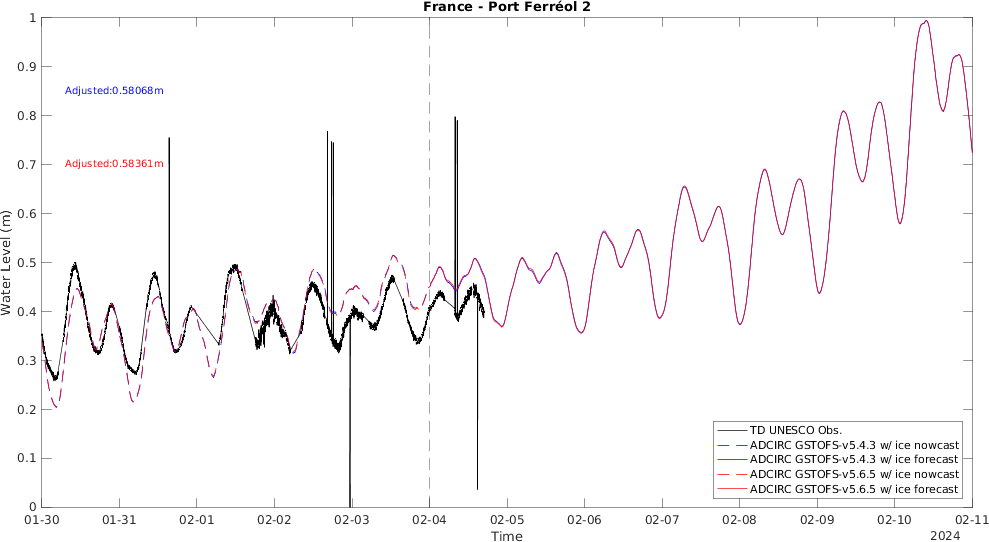 France - Port Ferréol 2
Water Level (m)
1
0.9
0.8
0.7
0.6
0.5
0.4
0.3
0.2
0.1
0
Adjusted:0.58068m
Adjusted:0.58361m
TD UNESCO Obs.
ADCIRC GSTOFS-v5.4.3 w/ ice nowcast
ADCIRC GSTOFS-v5.4.3 w/ ice forecast
ADCIRC GSTOFS-v5.6.5 w/ ice nowcast
ADCIRC GSTOFS-v5.6.5 w/ ice forecast
01-30 01-31 02-01 02-02 02-03 02-04 02-05 02-06 02-07 02-08 02-09 02-10 02-11
Time
2024